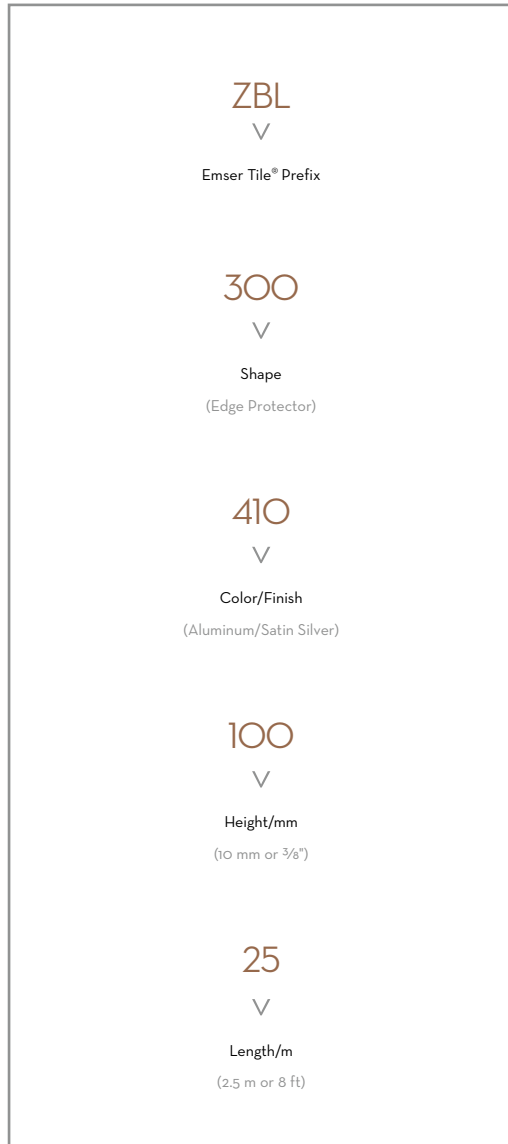 ZBL
Emser Tile® Prefix
300
Shape
(Edge Protector)
410
Color/Finish
(Aluminum/Satin Silver)
100
Height/mm
(10 mm or ⅜")
25
Length/m
(2.5 m or 8 ft)